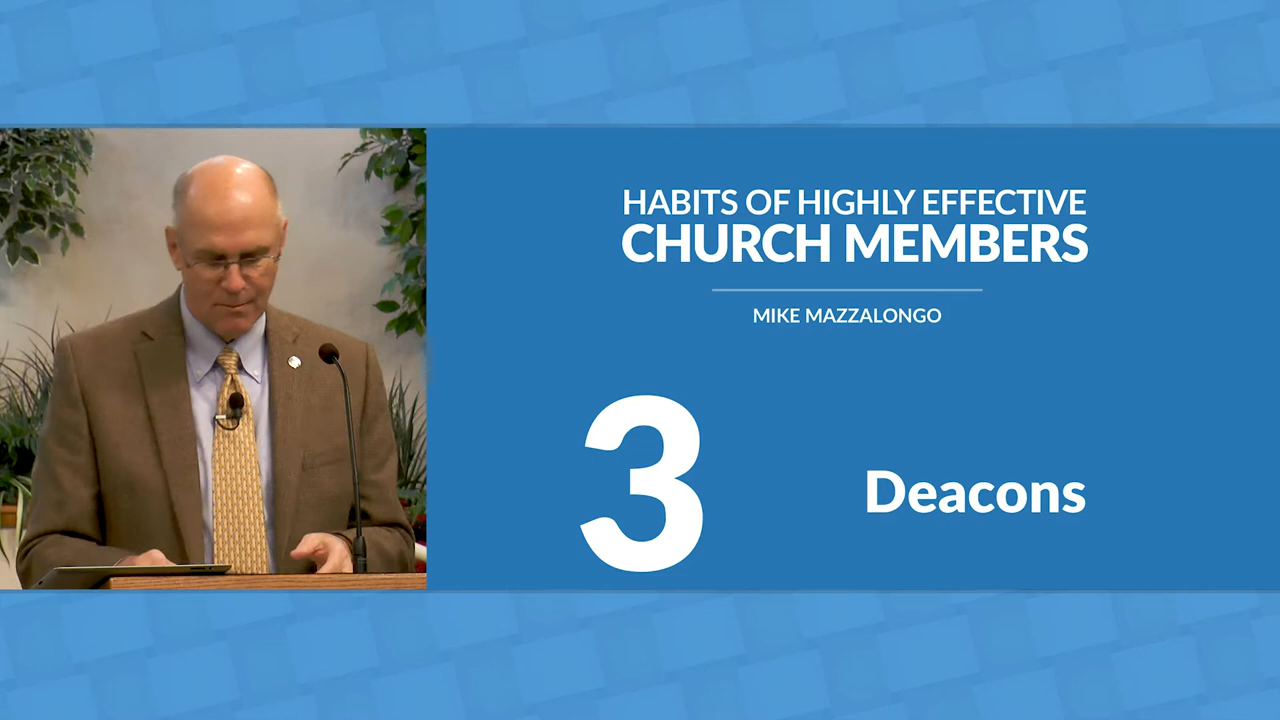 HABITS OF HIGHLY EFFECTIVE
CHURCH MEMBERS
MIKE MAZZALONGO
3
Deacons